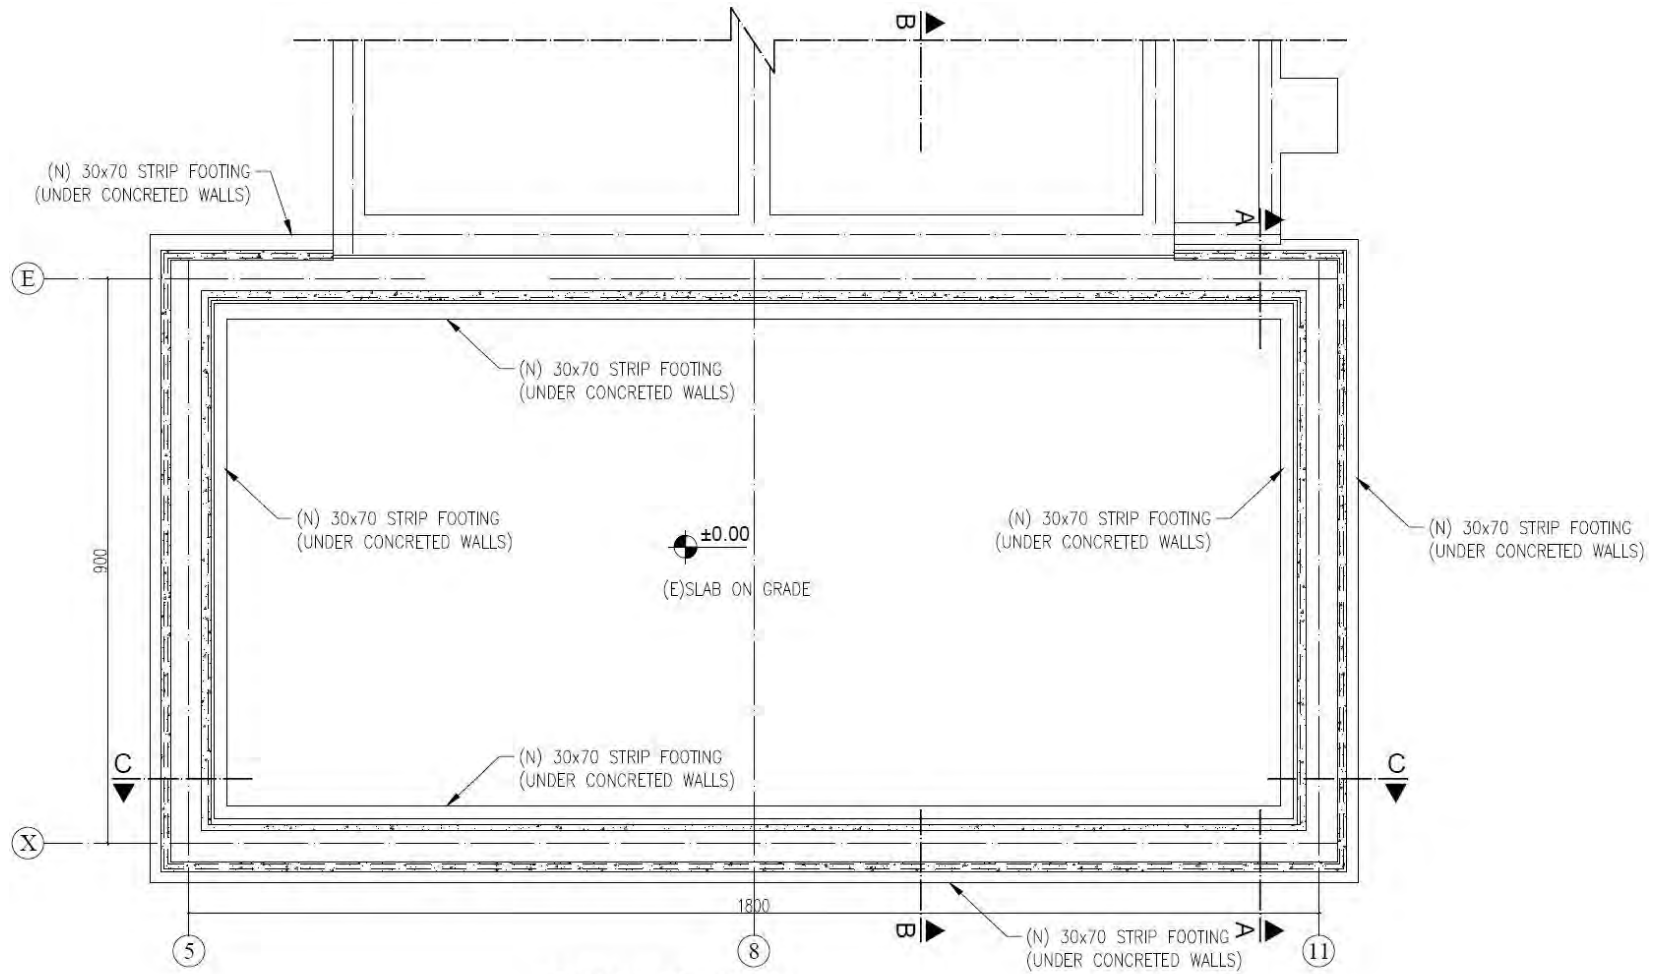 B
(N) 30x70 STRIP FOOTING
(UNDER CONCRETED WALLS)
A
E
(N) 30x70 STRIP FOOTING
(UNDER CONCRETED WALLS)
(N) 30x70 STRIP FOOTING
(UNDER CONCRETED WALLS)
±0.00
(E)SLAB ON GRADE
(N) 30x70 STRIP FOOTING
(UNDER CONCRETED WALLS)
(N) 30x70 STRIP FOOTING
(UNDER CONCRETED WALLS)
900
(N) 30x70 STRIP FOOTING
(UNDER CONCRETED WALLS)
C
C
X
1800
B
(N) 30x70 STRIP FOOTING
(UNDER CONCRETED WALLS)
A
5
8
11